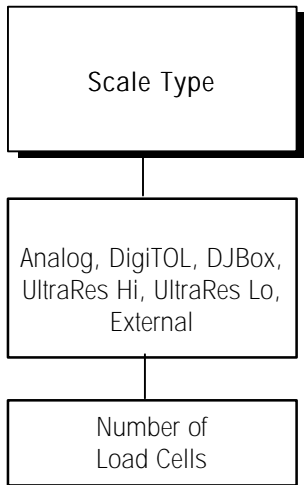 Scale Type
Analog, DigiTOL, DJBox,
UltraRes Hi, UltraRes Lo,
External
Number of
Load Cells